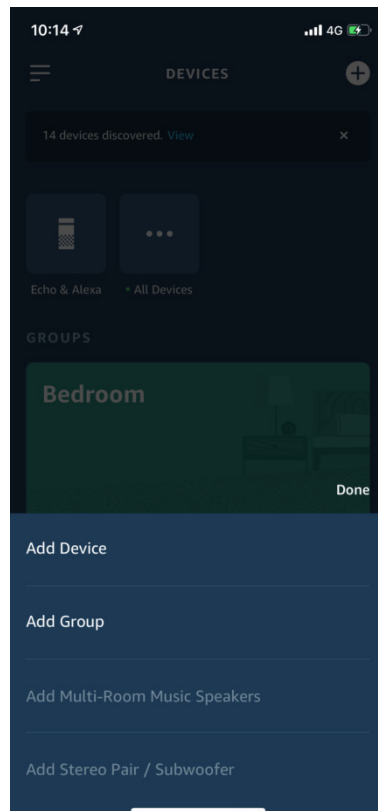 10:14 4G
DEVICES
14 devices discovered. View ×
Echo & Alexa • All Devices
GROUPS
Bedroom
Done
Add Device
Add Group
Add Multi-Room Music Speakers
Add Stereo Pair / Subwoofer